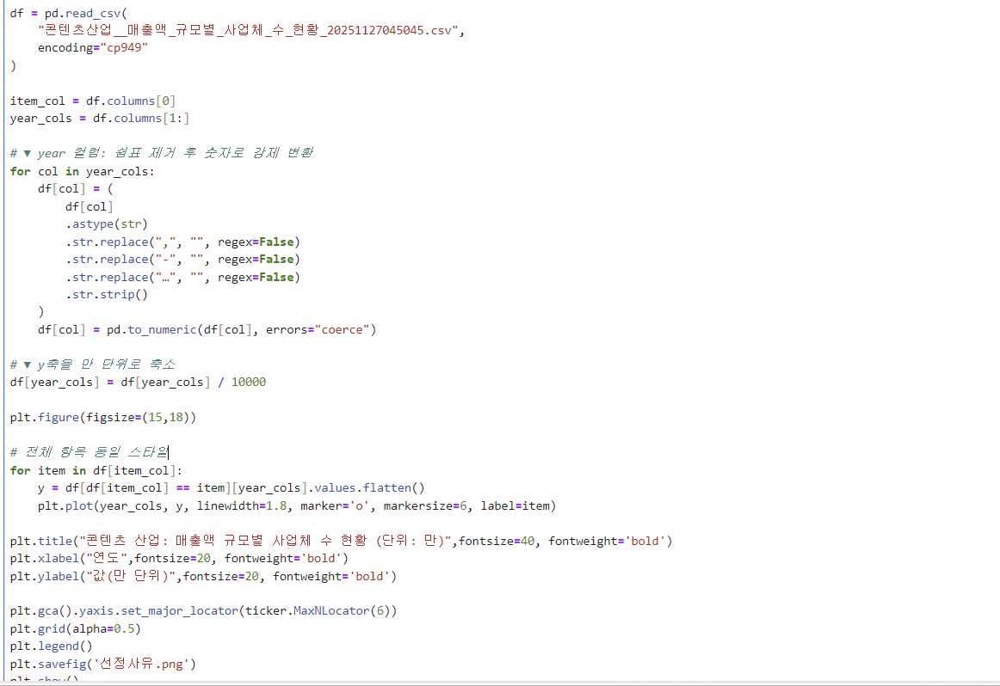 df = pd.read_csv(
    "콘텐츠산업__매출액_규모별_사업체_수_현황_20251127045045.csv",
    encoding="cp949"
)

item_col = df.columns[0]
year_cols = df.columns[1:]

# ▼ year 컬럼: 쉼표 제거 후 숫자로 강제 변환
for col in year_cols:
    df[col] = (
        df[col]
        .astype(str)
        .str.replace(",", "", regex=False)
        .str.replace("-", "", regex=False)
        .str.replace("…", "", regex=False)
        .str.strip()
    )
    df[col] = pd.to_numeric(df[col], errors="coerce")

# ▼ y축을 만 단위로 축소
df[year_cols] = df[year_cols] / 10000

plt.figure(figsize=(15,18))

# 전체 항목 동일 스타일
for item in df[item_col]:
    y = df[df[item_col] == item][year_cols].values.flatten()
    plt.plot(year_cols, y, linewidth=1.8, marker='o', markersize=6, label=item)

plt.title("콘텐츠 산업: 매출액 규모별 사업체 수 현황 (단위: 만)",fontsize=40, fontweight='bold')
plt.xlabel("연도",fontsize=20, fontweight='bold')
plt.ylabel("값(만 단위)",fontsize=20, fontweight='bold')

plt.gca().yaxis.set_major_locator(ticker.MaxNLocator(6))
plt.grid(alpha=0.5)
plt.legend()
plt.savefig('선정사유.png')
plt.show()